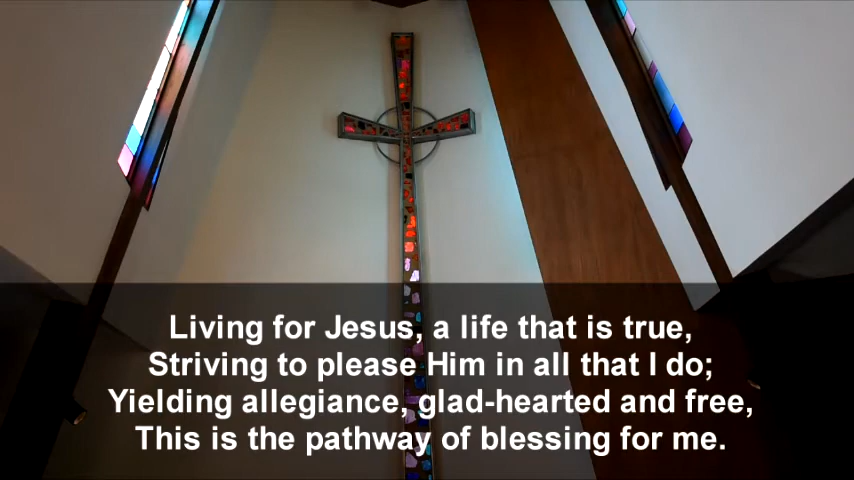 Living for Jesus, a life that is true,
Striving to please Him in all that I do;
Yielding allegiance, glad-hearted and free,
This is the pathway of blessing for me.